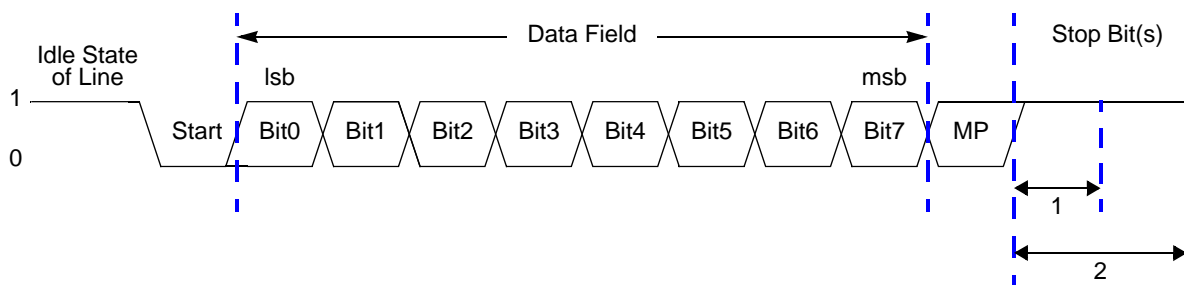 Data Field
Stop Bit(s)
Idle State
of Line
lsb
msb
1
Start
Bit0
Bit1
Bit2
Bit3
Bit4
Bit5
Bit6
Bit7
MP
0
1
2